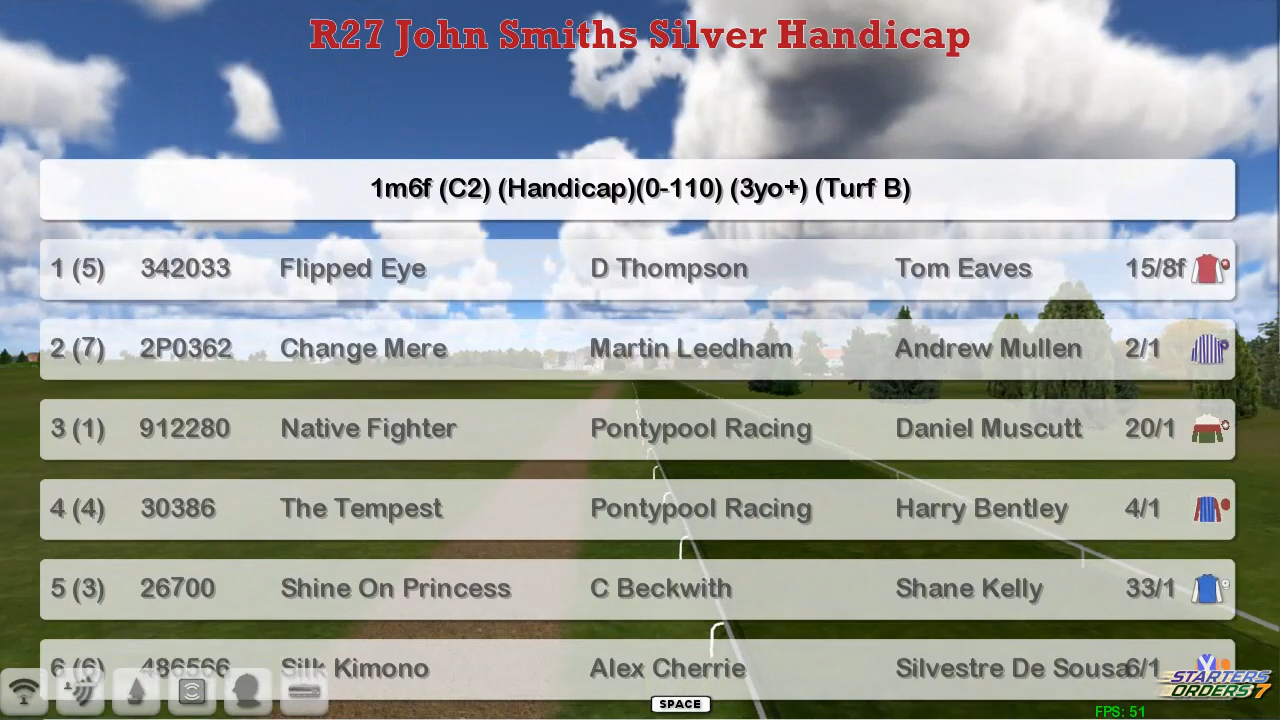 R27 John Smiths Silver Handicap
1m6f (C2) (Handicap)(0-110) (3yo+) (Turf B)
1 (5) 342033 Flipped Eye D Thompson Tom Eaves 15/8f
2 (7) 2P0362 Change Mere Martin Leedham Andrew Mullen 2/1
3 (1) 912280 Native Fighter Pontypool Racing Daniel Muscutt 20/1
4 (4) 30386 The Tempest Pontypool Racing Harry Bentley 4/1
5 (3) 26700 Shine On Princess C Beckwith Shane Kelly 33/1
6 (6) 486566 Silk Kimono Alex Cherrie Silvestre De Sousa 6/1
STARTERS
ORDERS 7
SPACE
FPS: 51